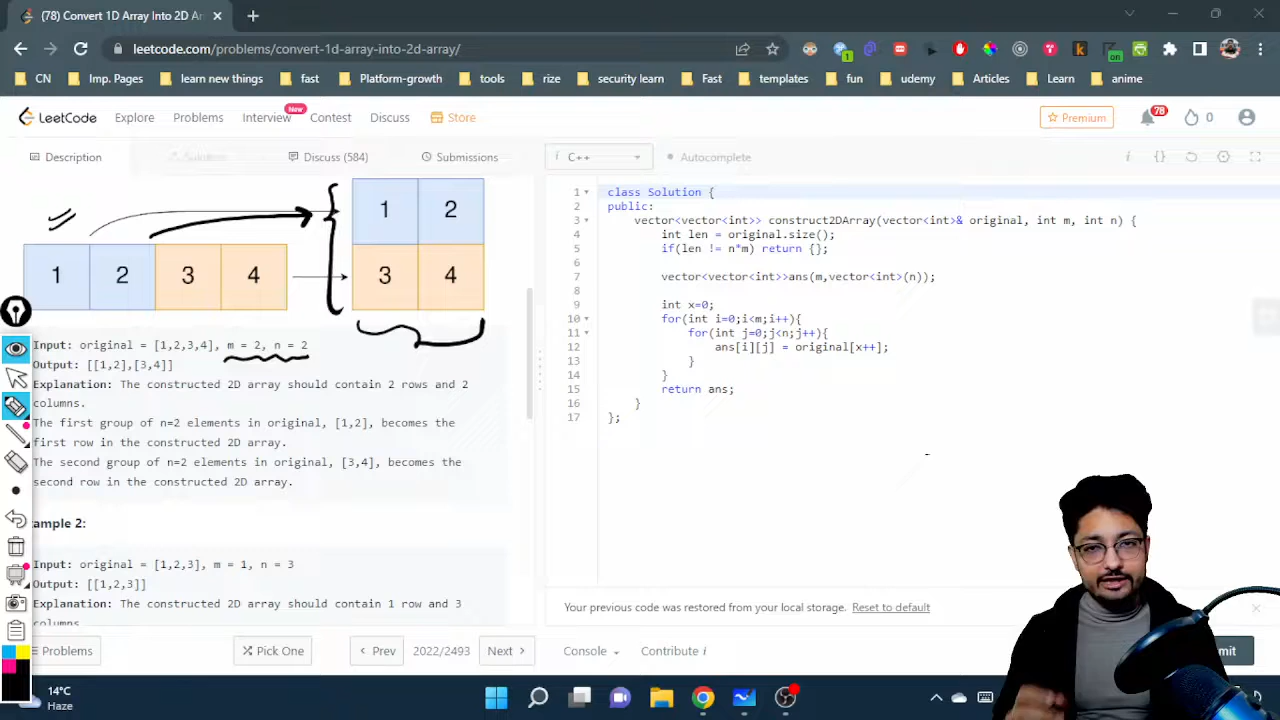 (78) Convert 1D Array Into 2D Ar
leetcode.com/problems/convert-1d-array-into-2d-array/
1
on
CN
Imp. Pages
learn new things
fast
Platform-growth
tools
rize
security learn
Fast
templates
fun
udemy
Articles
Learn
anime
LeetCode
Explore
Problems
Interview
New
Contest
Discuss
Store
Premium
78
0
Description
Discuss (584)
Submissions
i C++
Autocomplete
1 2
1 2 3 4
3 4
Input: original = [1,2,3,4], m = 2, n = 2
Output: [[1,2],[3,4]]
Explanation: The constructed 2D array should contain 2 rows and 2
columns.
The first group of n=2 elements in original, [1,2], becomes the
first row in the constructed 2D array.
The second group of n=2 elements in original, [3,4], becomes the
second row in the constructed 2D array.
ample 2:
Input: original = [1,2,3], m = 1, n = 3
Output: [[1,2,3]]
Explanation: The constructed 2D array should contain 1 row and 3
columns.
1 class Solution {
2 public:
3 vector<vector<int>> construct2DArray(vector<int>& original, int m, int n) {
4 int len = original.size();
5 if(len != n*m) return {};
6
7 vector<vector<int>>ans(m,vector<int>(n));
8
9 int x=0;
10 for(int i=0;i<m;i++){
11 for(int j=0;j<n;j++){
12 ans[i][j] = original[x++];
13 }
14 }
15 return ans;
16 }
17 };
Your previous code was restored from your local storage. Reset to default
Problems
Pick One
Prev
2022/2493
Next
Console
Contribute i
mit
14°C
Haze